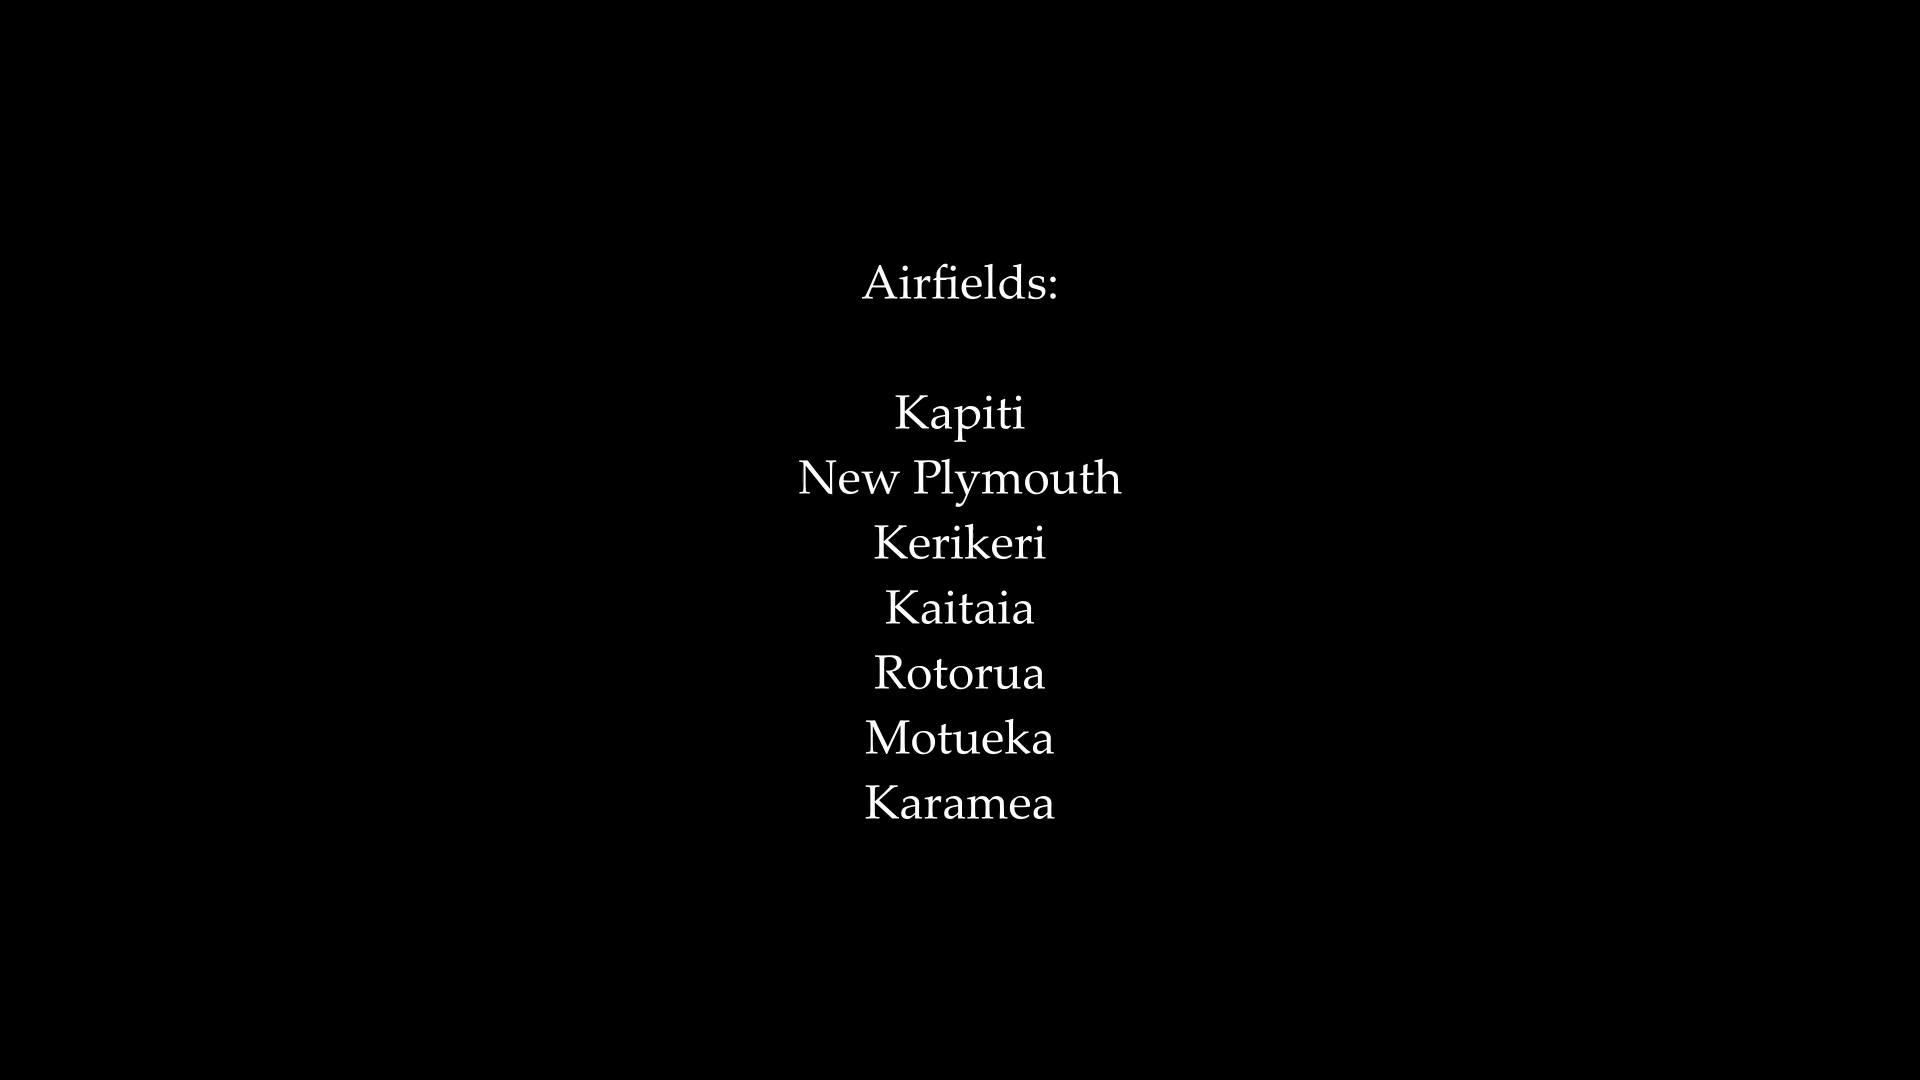 Airfields:
Kapiti
New Plymouth
Kerikeri
Kaitaia
Rotorua
Motueka
Karamea